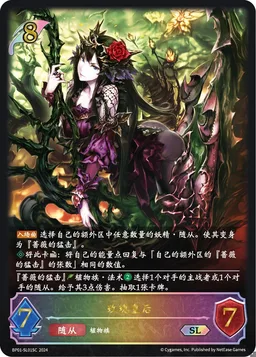 8
入场曲 选择自己的额外区中任意数量的妖精·随从。使其变身
为『蔷薇的猛击』。
将此卡 将自己的能量点回复与「自己的额外区的『蔷薇的猛击』
的张数」相同的数值。
『蔷薇的猛击』 植物族·法术 2 选择1个对手的主战者或1个对
手的随从。给予其3点伤害。抽取1张卡牌。
7
7
随从 植物族
SL
BP01-SL01SC 2024
© Cygames, Inc. Published by NetEase Games